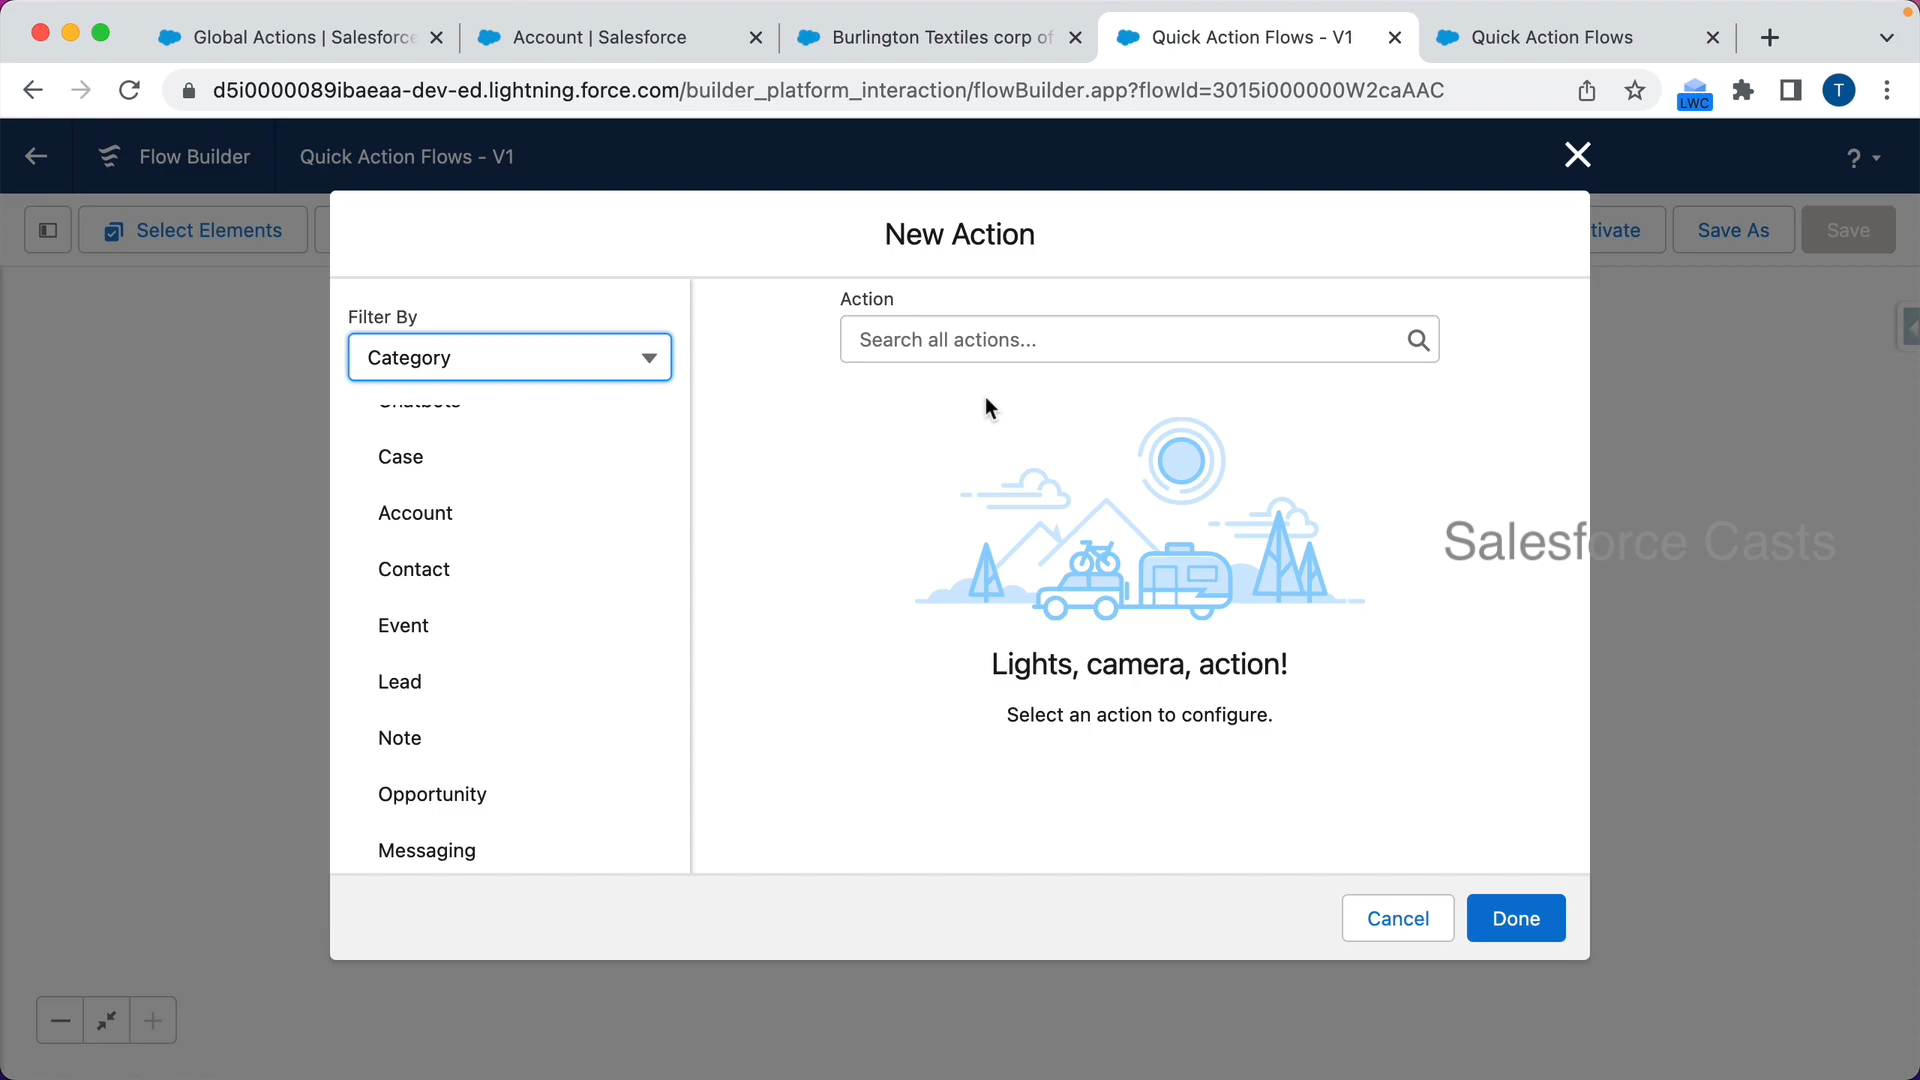 Global Actions | Salesforce
Account | Salesforce
Burlington Textiles corp of
Quick Action Flows - V1
Quick Action Flows
d5i0000089ibaeaa-dev-ed.lightning.force.com/builder_platform_interaction/flowBuilder.app?flowId=3015i000000W2caAAC
LWC
T
Flow Builder
Quick Action Flows - V1
?
Select Elements
tivate
Save As
Save
New Action
Filter By
Category
Chatbots
Case
Account
Contact
Event
Lead
Note
Opportunity
Messaging
Action
Search all actions...
Lights, camera, action!
Select an action to configure.
Salesforce Casts
Cancel
Done